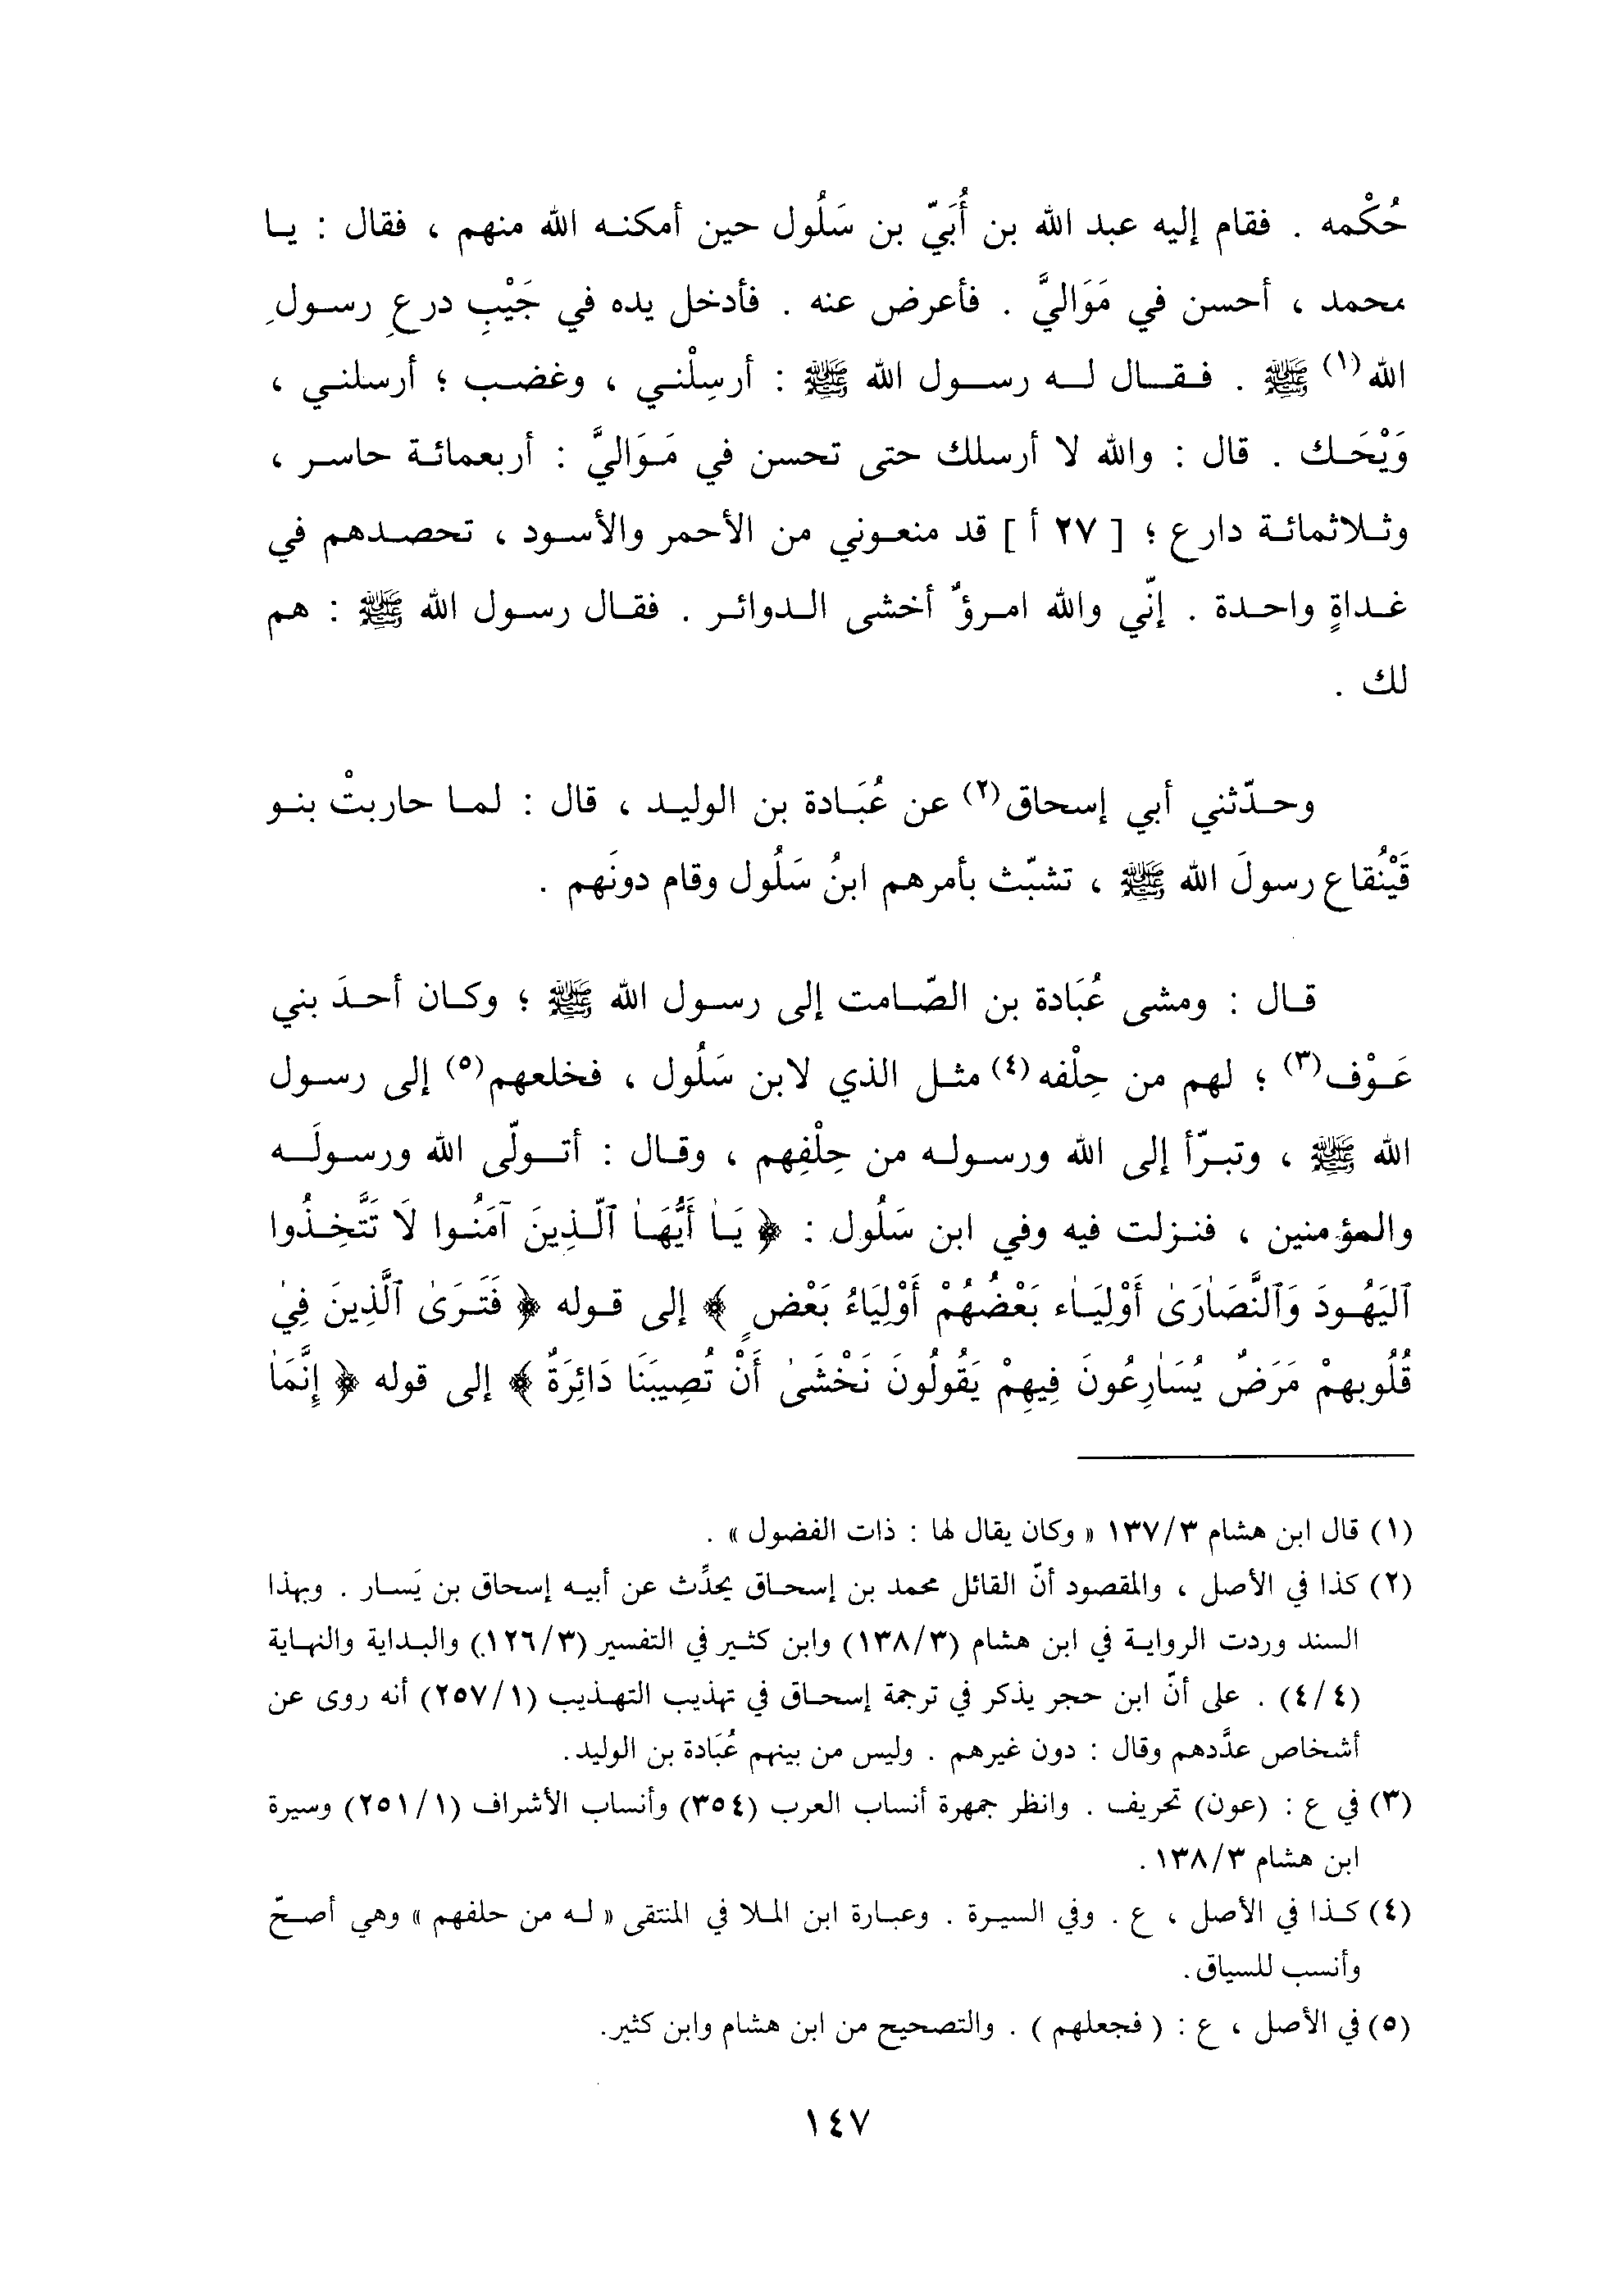 حُكْمه . فقام إليه عبد الله بن أُبَيّ بن سَلُول حين أمكنه الله منهم ، فقال : يا
محمد ، أحسن في مَوَاليَّ . فأعرض عنه . فأدخل يده في جَيْبِ درعِ رسولِ
الله(١) ﷺ . فقال له رسول الله ﷺ : أرسِلْني ، وغضب ؛ أرسلني ،
وَيْحَك . قال : والله لا أرسلك حتى تحسن في مَوَاليَّ : أربعمائة حاسر ،
وثلاثمائة دارع ؛ [ ٢٧ أ ] قد منعوني من الأحمر والأسود ، تحصدهم في
غداةٍ واحدة . إنّي والله امرؤٌ أخشى الدوائر . فقال رسول الله ﷺ : هم
لك .
وحدّثني أبي إسحاق(٢) عن عُبَادة بن الوليد ، قال : لما حاربتْ بنو
قَيْنُقاع رسولَ الله ﷺ ، تشبّث بأمرهم ابنُ سَلُول وقام دونَهم .
قال : ومشى عُبَادة بن الصّامت إلى رسول الله ﷺ ؛ وكان أحدَ بني
عَوْف(٣) ؛ لهم من حِلْفه(٤) مثل الذي لابن سَلُول ، فخلعهم(٥) إلى رسول
الله ﷺ ، وتبرّأ إلى الله ورسوله من حِلْفِهم ، وقال : أتولّى الله ورسولَه
والمؤمنين ، فنزلت فيه وفي ابن سَلُول : ﴿ يَٰا أَيُّهَٰا ٱلَّذِينَ آمَنُوا لَا تَتَّخِذُوا
ٱليَهُودَ وَٱلنَّصَٰارَىٰ أَوْلِيَٰاء بَعْضُهُمْ أَوْلِيَاءُ بَعْضٍ ﴾ إلى قوله ﴿ فَتَرَىٰ ٱلَّذِينَ فِي
قُلُوبِهمْ مَرَضٌ يُسَٰارِعُونَ فِيهِمْ يَقُولُونَ نَخْشَىٰ أَنْ تُصِيبَنَا دَائِرَةٌ ﴾ إلى قوله ﴿ إِنَّمَٰا
(١) قال ابن هشام ١٣٧/٣ « وكان يقال لها : ذات الفضول » .
(٢) كذا في الأصل ، والمقصود أنّ القائل محمد بن إسحاق يحدِّث عن أبيه إسحاق بن يَسار . وبهذا
السند وردت الرواية في ابن هشام (١٣٨/٣) وابن كثير في التفسير (١٢٦/٣) والبداية والنهاية
(٤/٤) . على أنّ ابن حجر يذكر في ترجمة إسحاق في تهذيب التهذيب (٢٥٧/١) أنه روى عن
أشخاص عدَّدهم وقال : دون غيرهم . وليس من بينهم عُبَادة بن الوليد.
(٣) في ع : (عون) تحريف . وانظر جمهرة أنساب العرب (٣٥٤) وأنساب الأشراف (٢٥١/١) وسيرة
ابن هشام ١٣٨/٣ .
(٤) كذا في الأصل ، ع . وفي السيرة . وعبارة ابن الملا في المنتقى « له من حلفهم » وهي أصحّ
وأنسب للسياق.
(٥) في الأصل ، ع : ( فجعلهم ) . والتصحيح من ابن هشام وابن كثير.
١٤٧